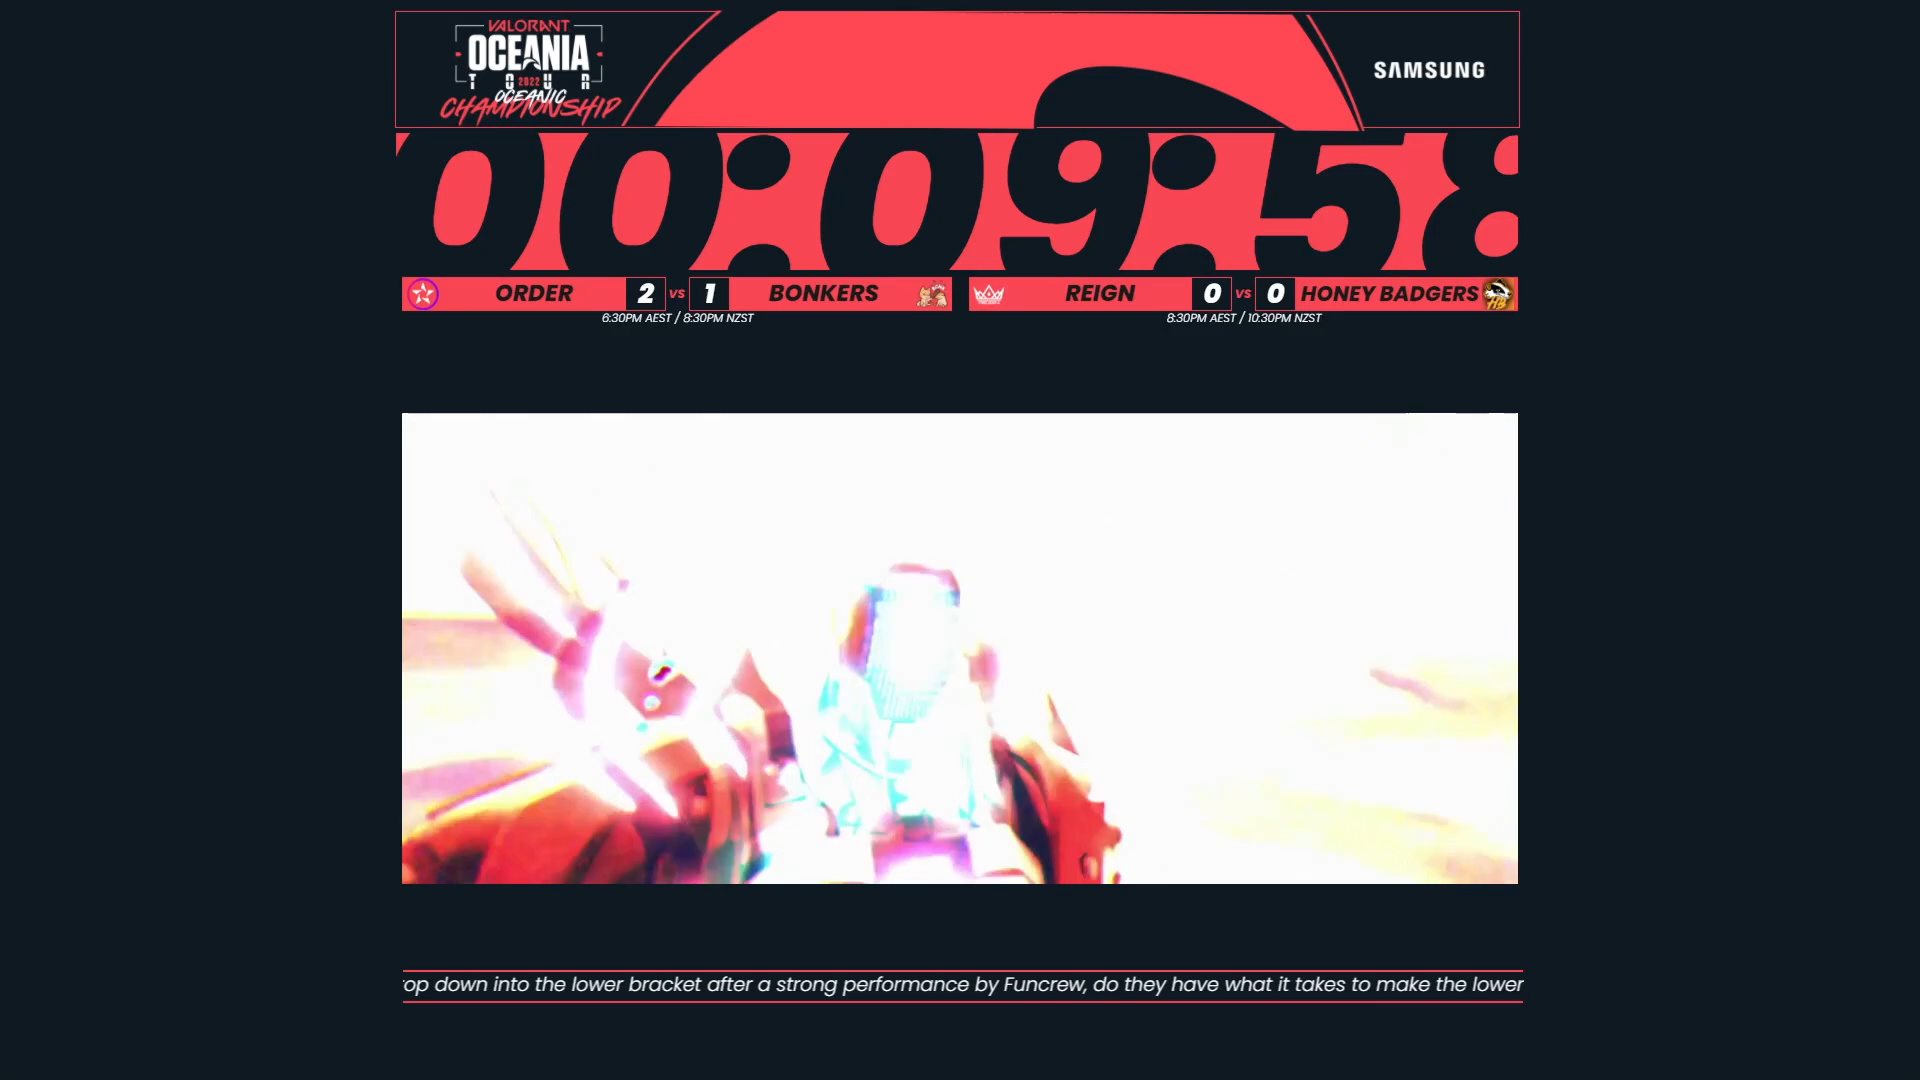 VALORANT
OCEANIA
TOUR
2022
OCEANIC
CHAMPIONSHIP
SAMSUNG
00:09:58
ORDER 2 VS 1 BONKERS
6:30PM AEST / 8:30PM NZST
REIGN 0 VS 0 HONEY BADGERS
HB
8:30PM AEST / 10:30PM NZST
op down into the lower bracket after a strong performance by Funcrew, do they have what it takes to make the lower